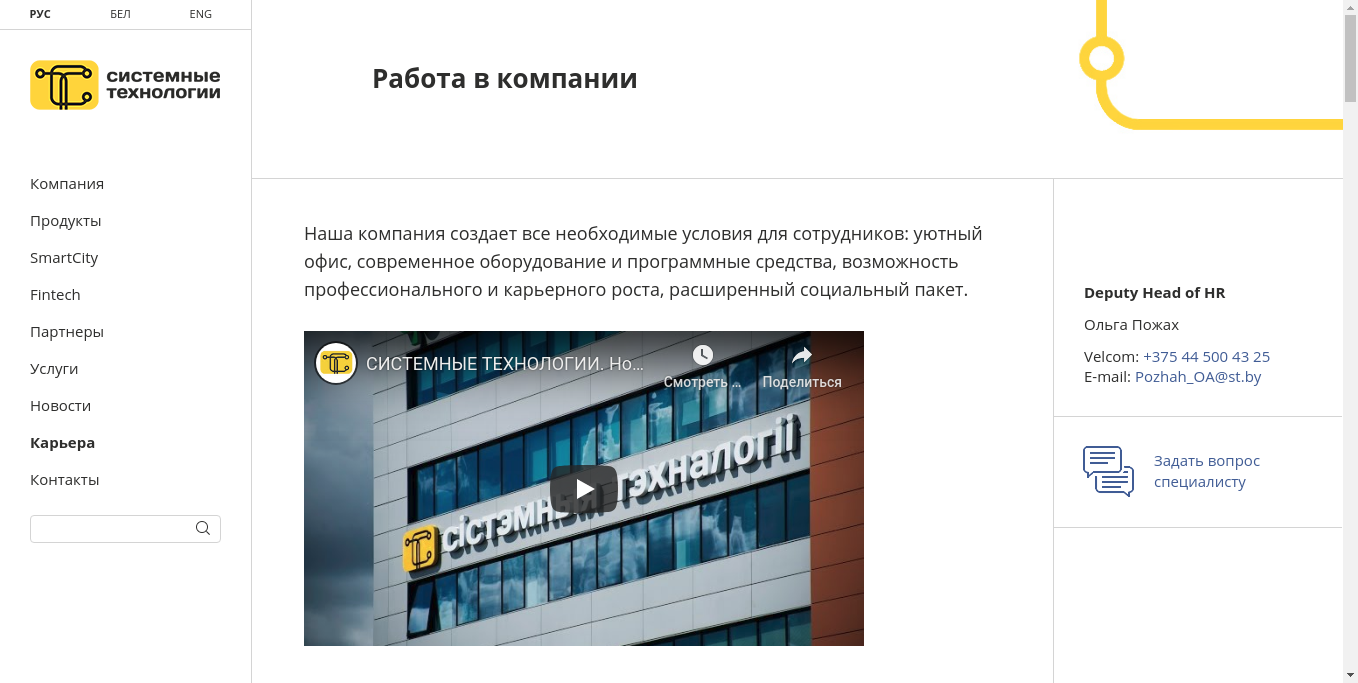 РУС
БЕЛ
ENG
системные
технологии
Компания
Продукты
SmartCity
Fintech
Партнеры
Услуги
Новости
Карьера
Контакты
Работа в компании
Наша компания создает все необходимые условия для сотрудников: уютный
офис, современное оборудование и программные средства, возможность
профессионального и карьерного роста, расширенный социальный пакет.
СИСТЕМНЫЕ ТЕХНОЛОГИИ. Но...
Смотреть ...
Поделиться
сістэмныя тэхналогіі
Deputy Head of HR
Ольга Пожах
Velcom: +375 44 500 43 25
E-mail: Pozhah_OA@st.by
Задать вопрос
специалисту